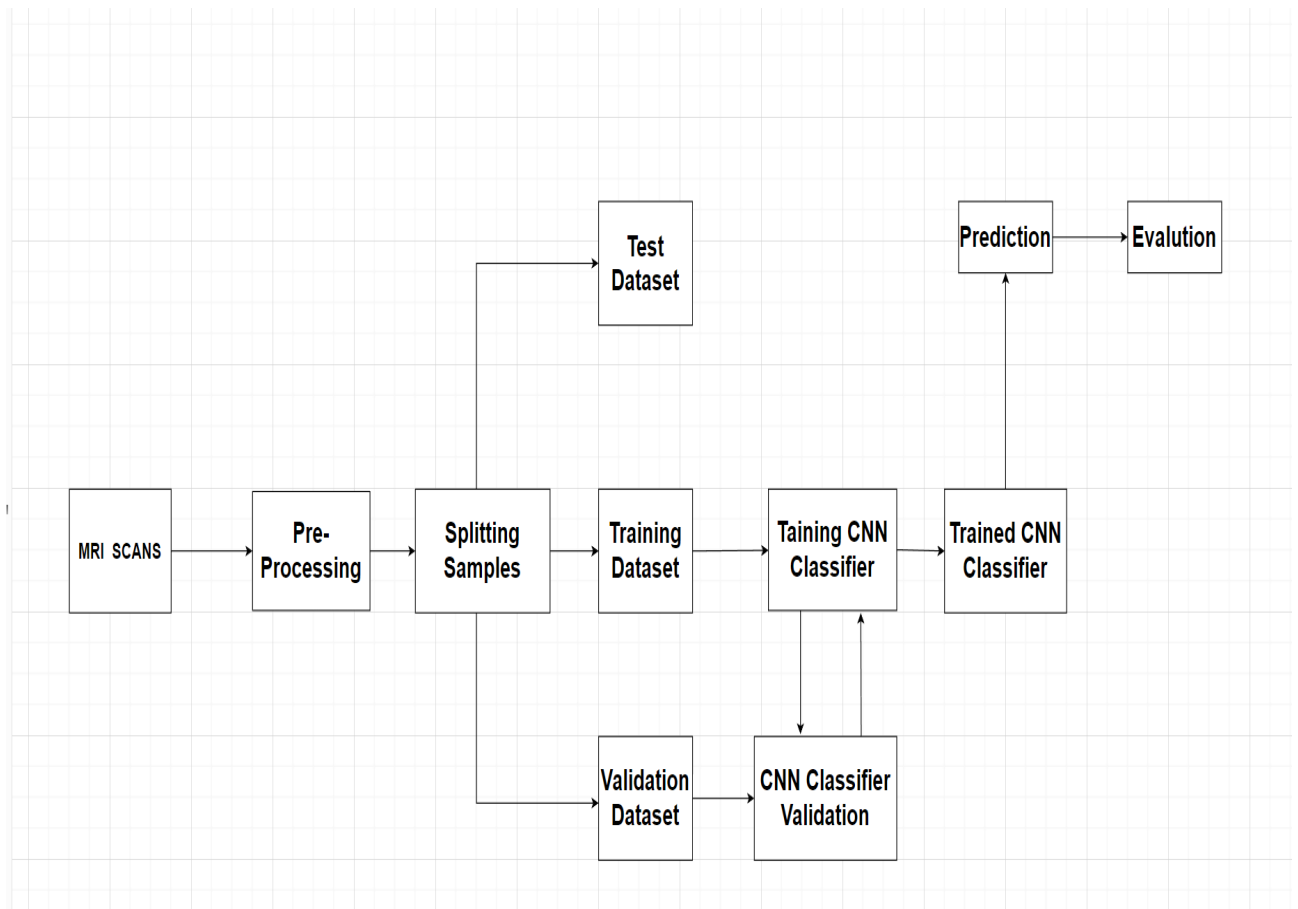 Test
Dataset
Prediction
Evalution
MRI SCANS
Pre-
Processing
Splitting
Samples
Training
Dataset
Taining CNN
Classifier
Trained CNN
Classifier
Validation
Dataset
CNN Classifier
Validation